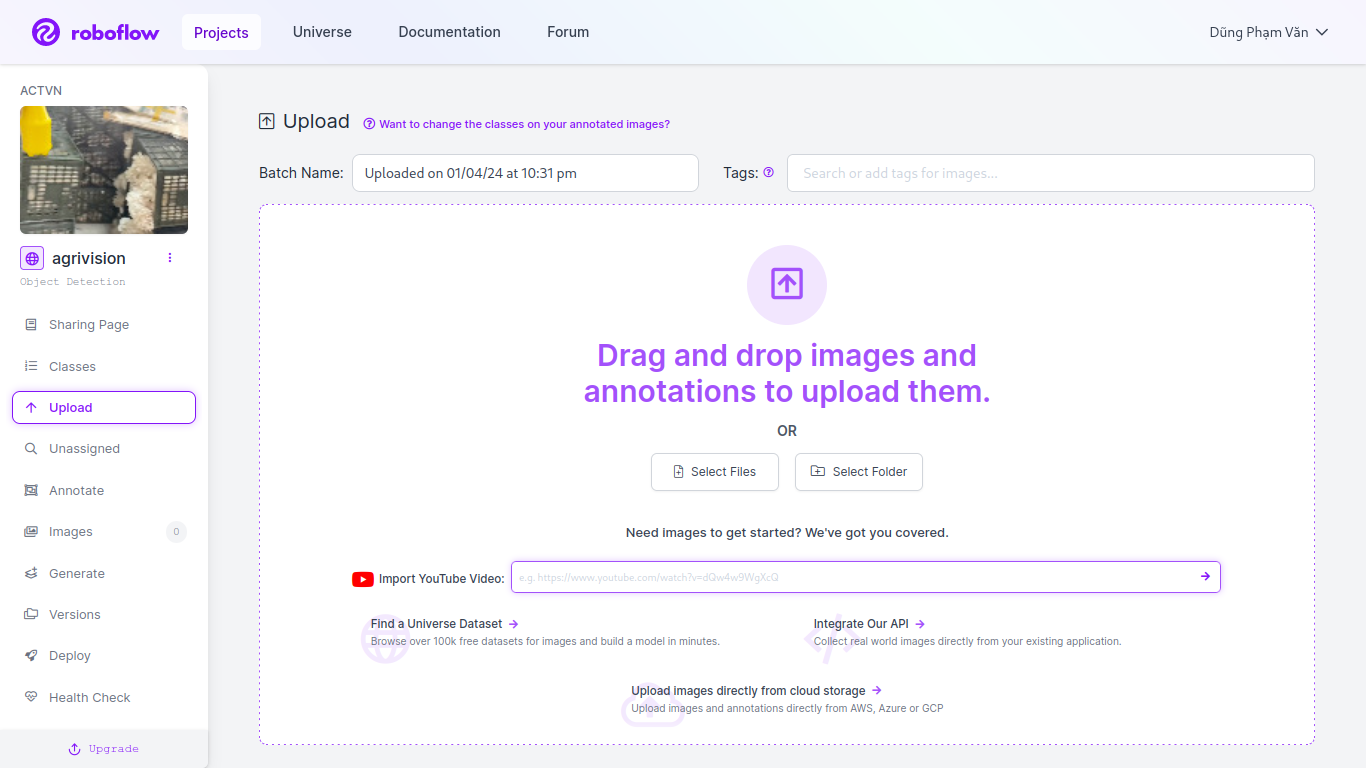 roboflow
Projects
Universe
Documentation
Forum
Dũng Phạm Văn
ACTVN
agrivision
Object Detection
Sharing Page
Classes
Upload
Unassigned
Annotate
Images
0
Generate
Versions
Deploy
Health Check
Upgrade
Upload
Want to change the classes on your annotated images?
Batch Name: Uploaded on 01/04/24 at 10:31 pm
Tags: Search or add tags for images...
Drag and drop images and
annotations to upload them.
OR
Select Files
Select Folder
Need images to get started? We've got you covered.
Import YouTube Video: e.g. https://www.youtube.com/watch?v=dQw4w9WgXcQ
Find a Universe Dataset
Browse over 100k free datasets for images and build a model in minutes.
Integrate Our API
Collect real world images directly from your existing application.
Upload images directly from cloud storage
Upload images and annotations directly from AWS, Azure or GCP